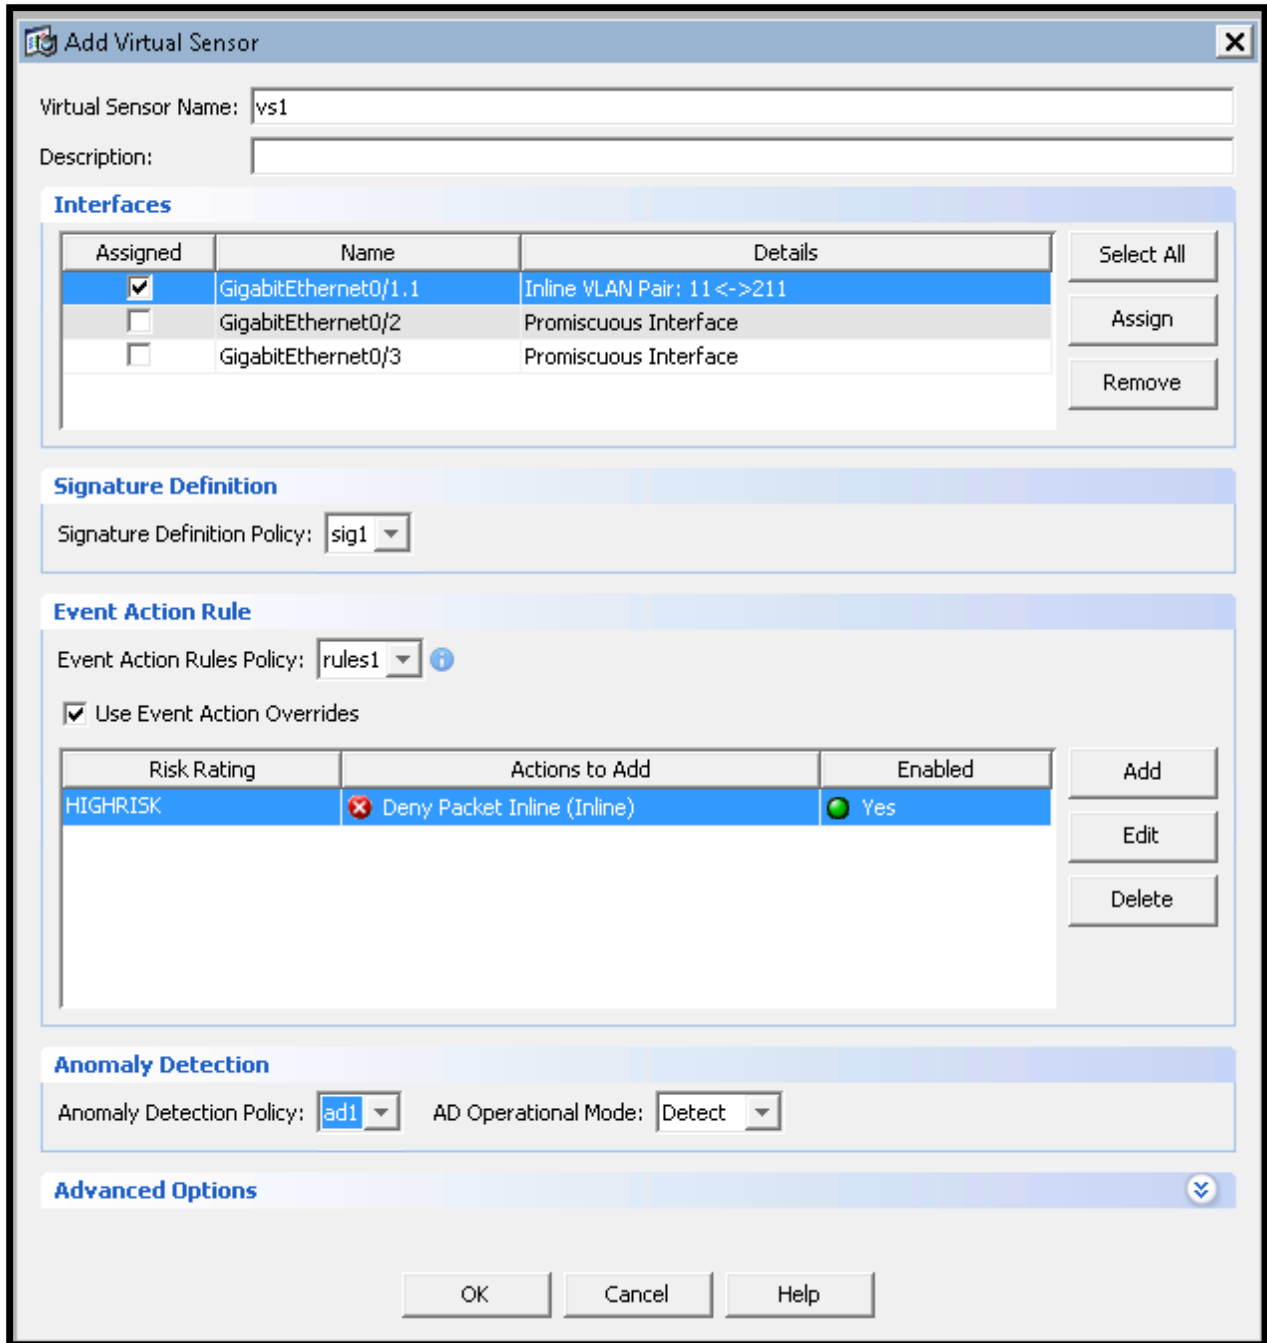 Add Virtual Sensor
Virtual Sensor Name: vs1
Description:
Interfaces
Assigned Name Details
GigabitEthernet0/1.1 Inline VLAN Pair: 11<->211
GigabitEthernet0/2 Promiscuous Interface
GigabitEthernet0/3 Promiscuous Interface
Select All
Assign
Remove
Signature Definition
Signature Definition Policy: sig1
Event Action Rule
Event Action Rules Policy: rules1
Use Event Action Overrides
Risk Rating Actions to Add Enabled
HIGHRISK Deny Packet Inline (Inline) Yes
Add
Edit
Delete
Anomaly Detection
Anomaly Detection Policy: ad1 AD Operational Mode: Detect
Advanced Options
OK Cancel Help